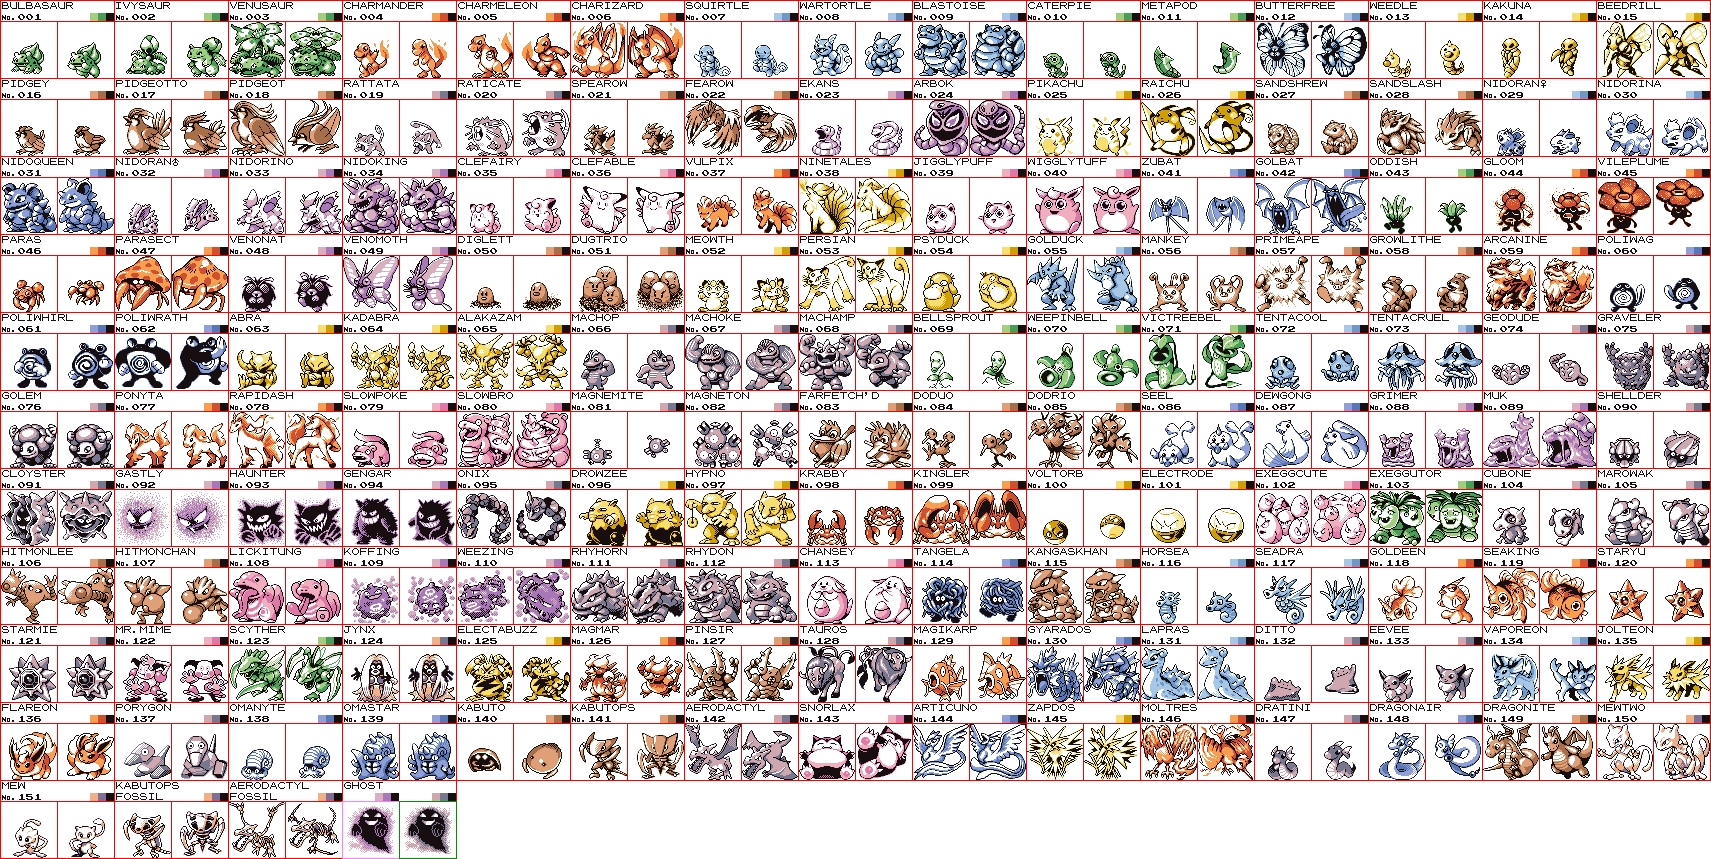 BULBASAUR IVYSAUR VENUSAUR CHARMANDER CHARMELEON CHARIZARD SQUIRTLE WARTORTLE BLASTOISE CATERPIE METAPOD BUTTERFREE WEEDLE KAKUNA BEEDRILL
No.001 No.002 No.003 No.004 No.005 No.006 No.007 No.008 No.009 No.010 No.011 No.012 No.013 No.014 No.015
PIDGEY PIDGEOTTO PIDGEOT RATTATA RATICATE SPEAROW FEAROW EKANS ARBOK PIKACHU RAICHU SANDSHREW SANDSLASH NIDORAN♀ NIDORINA
No.016 No.017 No.018 No.019 No.020 No.021 No.022 No.023 No.024 No.025 No.026 No.027 No.028 No.029 No.030
NIDOQUEEN NIDORAN♂ NIDORINO NIDOKING CLEFAIRY CLEFABLE VULPIX NINETALES JIGGLYPUFF WIGGLYTUFF ZUBAT GOLBAT ODDISH GLOOM VILEPLUME
No.031 No.032 No.033 No.034 No.035 No.036 No.037 No.038 No.039 No.040 No.041 No.042 No.043 No.044 No.045
PARAS PARASECT VENONAT VENOMOTH DIGLETT DUGTRIO MEOWTH PERSIAN PSYDUCK GOLDUCK MANKEY PRIMEAPE GROWLITHE ARCANINE POLIWAG
No.046 No.047 No.048 No.049 No.050 No.051 No.052 No.053 No.054 No.055 No.056 No.057 No.058 No.059 No.060
POLIWHIRL POLIWRATH ABRA KADABRA ALAKAZAM MACHOP MACHOKE MACHAMP BELLSPROUT WEEPINBELL VICTREEBEL TENTACOOL TENTACRUEL GEODUDE GRAVELER
No.061 No.062 No.063 No.064 No.065 No.066 No.067 No.068 No.069 No.070 No.071 No.072 No.073 No.074 No.075
GOLEM PONYTA RAPIDASH SLOWPOKE SLOWBRO MAGNEMITE MAGNETON FARFETCH'D DODUO DODRIO SEEL DEWGONG GRIMER MUK SHELLDER
No.076 No.077 No.078 No.079 No.080 No.081 No.082 No.083 No.084 No.085 No.086 No.087 No.088 No.089 No.090
CLOYSTER GASTLY HAUNTER GENGAR ONIX DROWZEE HYPNO KRABBY KINGLER VOLTORB ELECTRODE EXEGGCUTE EXEGGUTOR CUBONE MAROWAK
No.091 No.092 No.093 No.094 No.095 No.096 No.097 No.098 No.099 No.100 No.101 No.102 No.103 No.104 No.105
HITMONLEE HITMONCHAN LICKITUNG KOFFING WEEZING RHYHORN RHYDON CHANSEY TANGELA KANGASKHAN HORSEA SEADRA GOLDEEN SEAKING STARYU
No.106 No.107 No.108 No.109 No.110 No.111 No.112 No.113 No.114 No.115 No.116 No.117 No.118 No.119 No.120
STARMIE MR.MIME SCYTHER JYNX ELECTABUZZ MAGMAR PINSIR TAUROS MAGIKARP GYARADOS LAPRAS DITTO EEVEE VAPOREON JOLTEON
No.121 No.122 No.123 No.124 No.125 No.126 No.127 No.128 No.129 No.130 No.131 No.132 No.133 No.134 No.135
FLAREON PORYGON OMANYTE OMASTAR KABUTO KABUTOPS AERODACTYL SNORLAX ARTICUNO ZAPDOS MOLTRES DRATINI DRAGONAIR DRAGONITE MEWTWO
No.136 No.137 No.138 No.139 No.140 No.141 No.142 No.143 No.144 No.145 No.146 No.147 No.148 No.149 No.150
MEW KABUTOPS AERODACTYL GHOST
No.151 FOSSIL FOSSIL